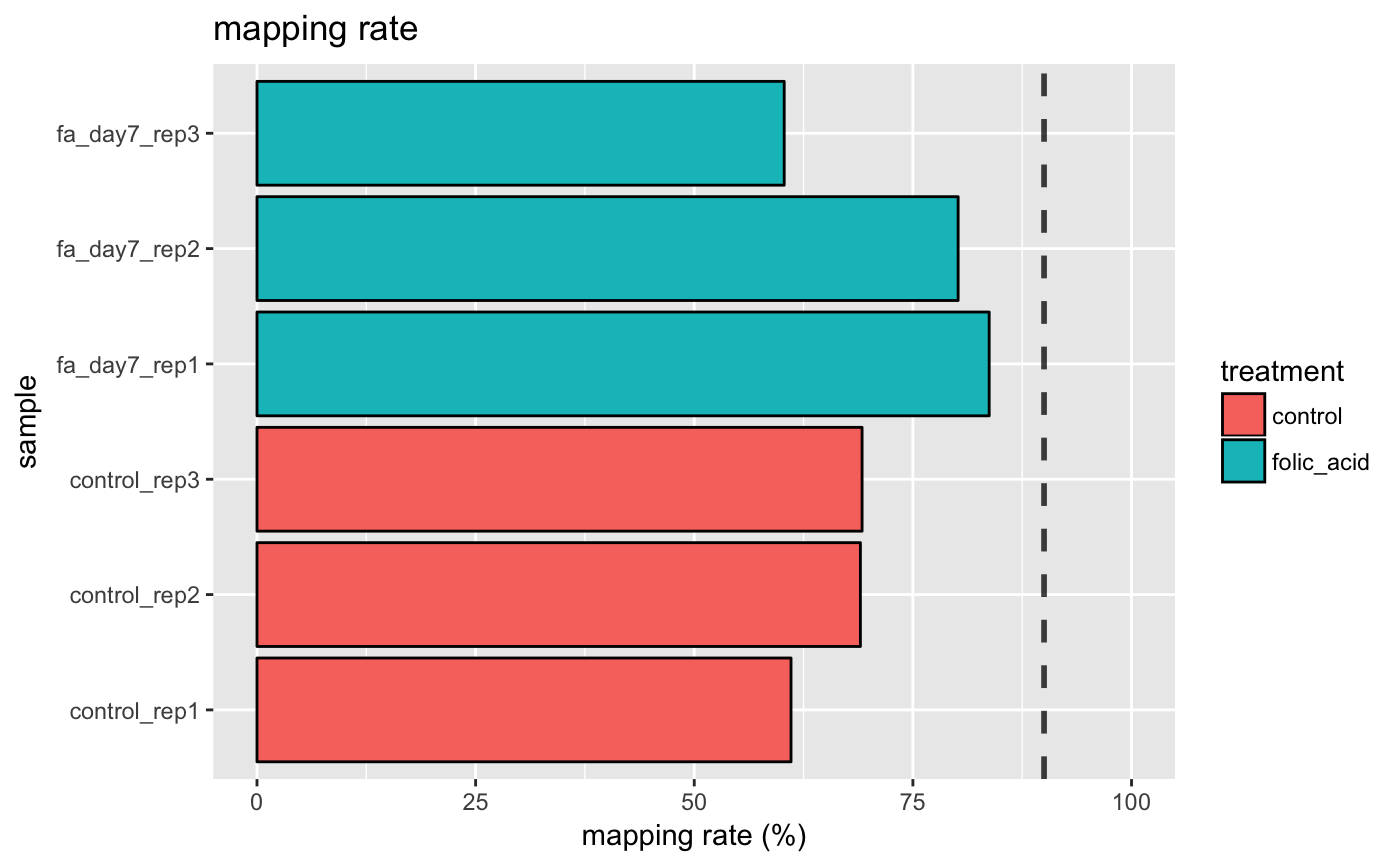 mapping rate
fa_day7_rep3
fa_day7_rep2
fa_day7_rep1
control_rep3
control_rep2
control_rep1
sample
0 25 50 75 100
mapping rate (%)
treatment
control
folic_acid